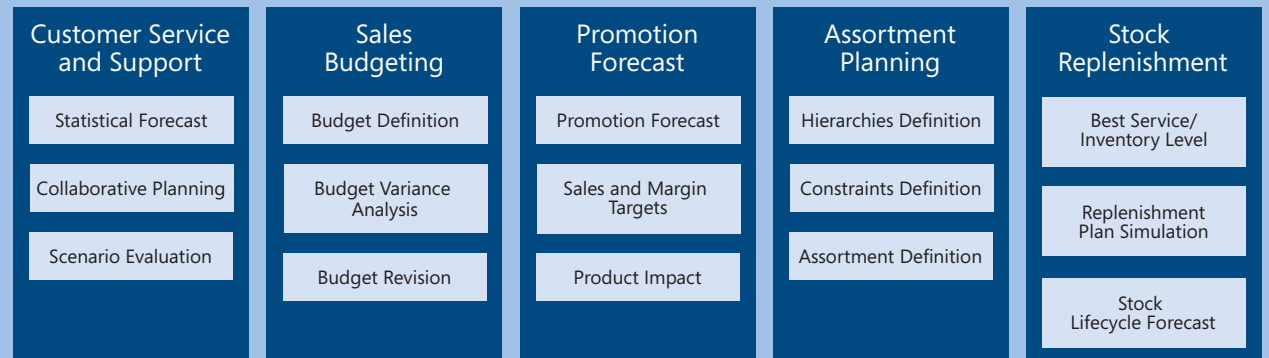 Customer Service
and Support
Statistical Forecast
Collaborative Planning
Scenario Evaluation
Sales
Budgeting
Budget Definition
Budget Variance
Analysis
Budget Revision
Promotion
Forecast
Promotion Forecast
Sales and Margin
Targets
Product Impact
Assortment
Planning
Hierarchies Definition
Constraints Definition
Assortment Definition
Stock
Replenishment
Best Service/
Inventory Level
Replenishment
Plan Simulation
Stock
Lifecycle Forecast